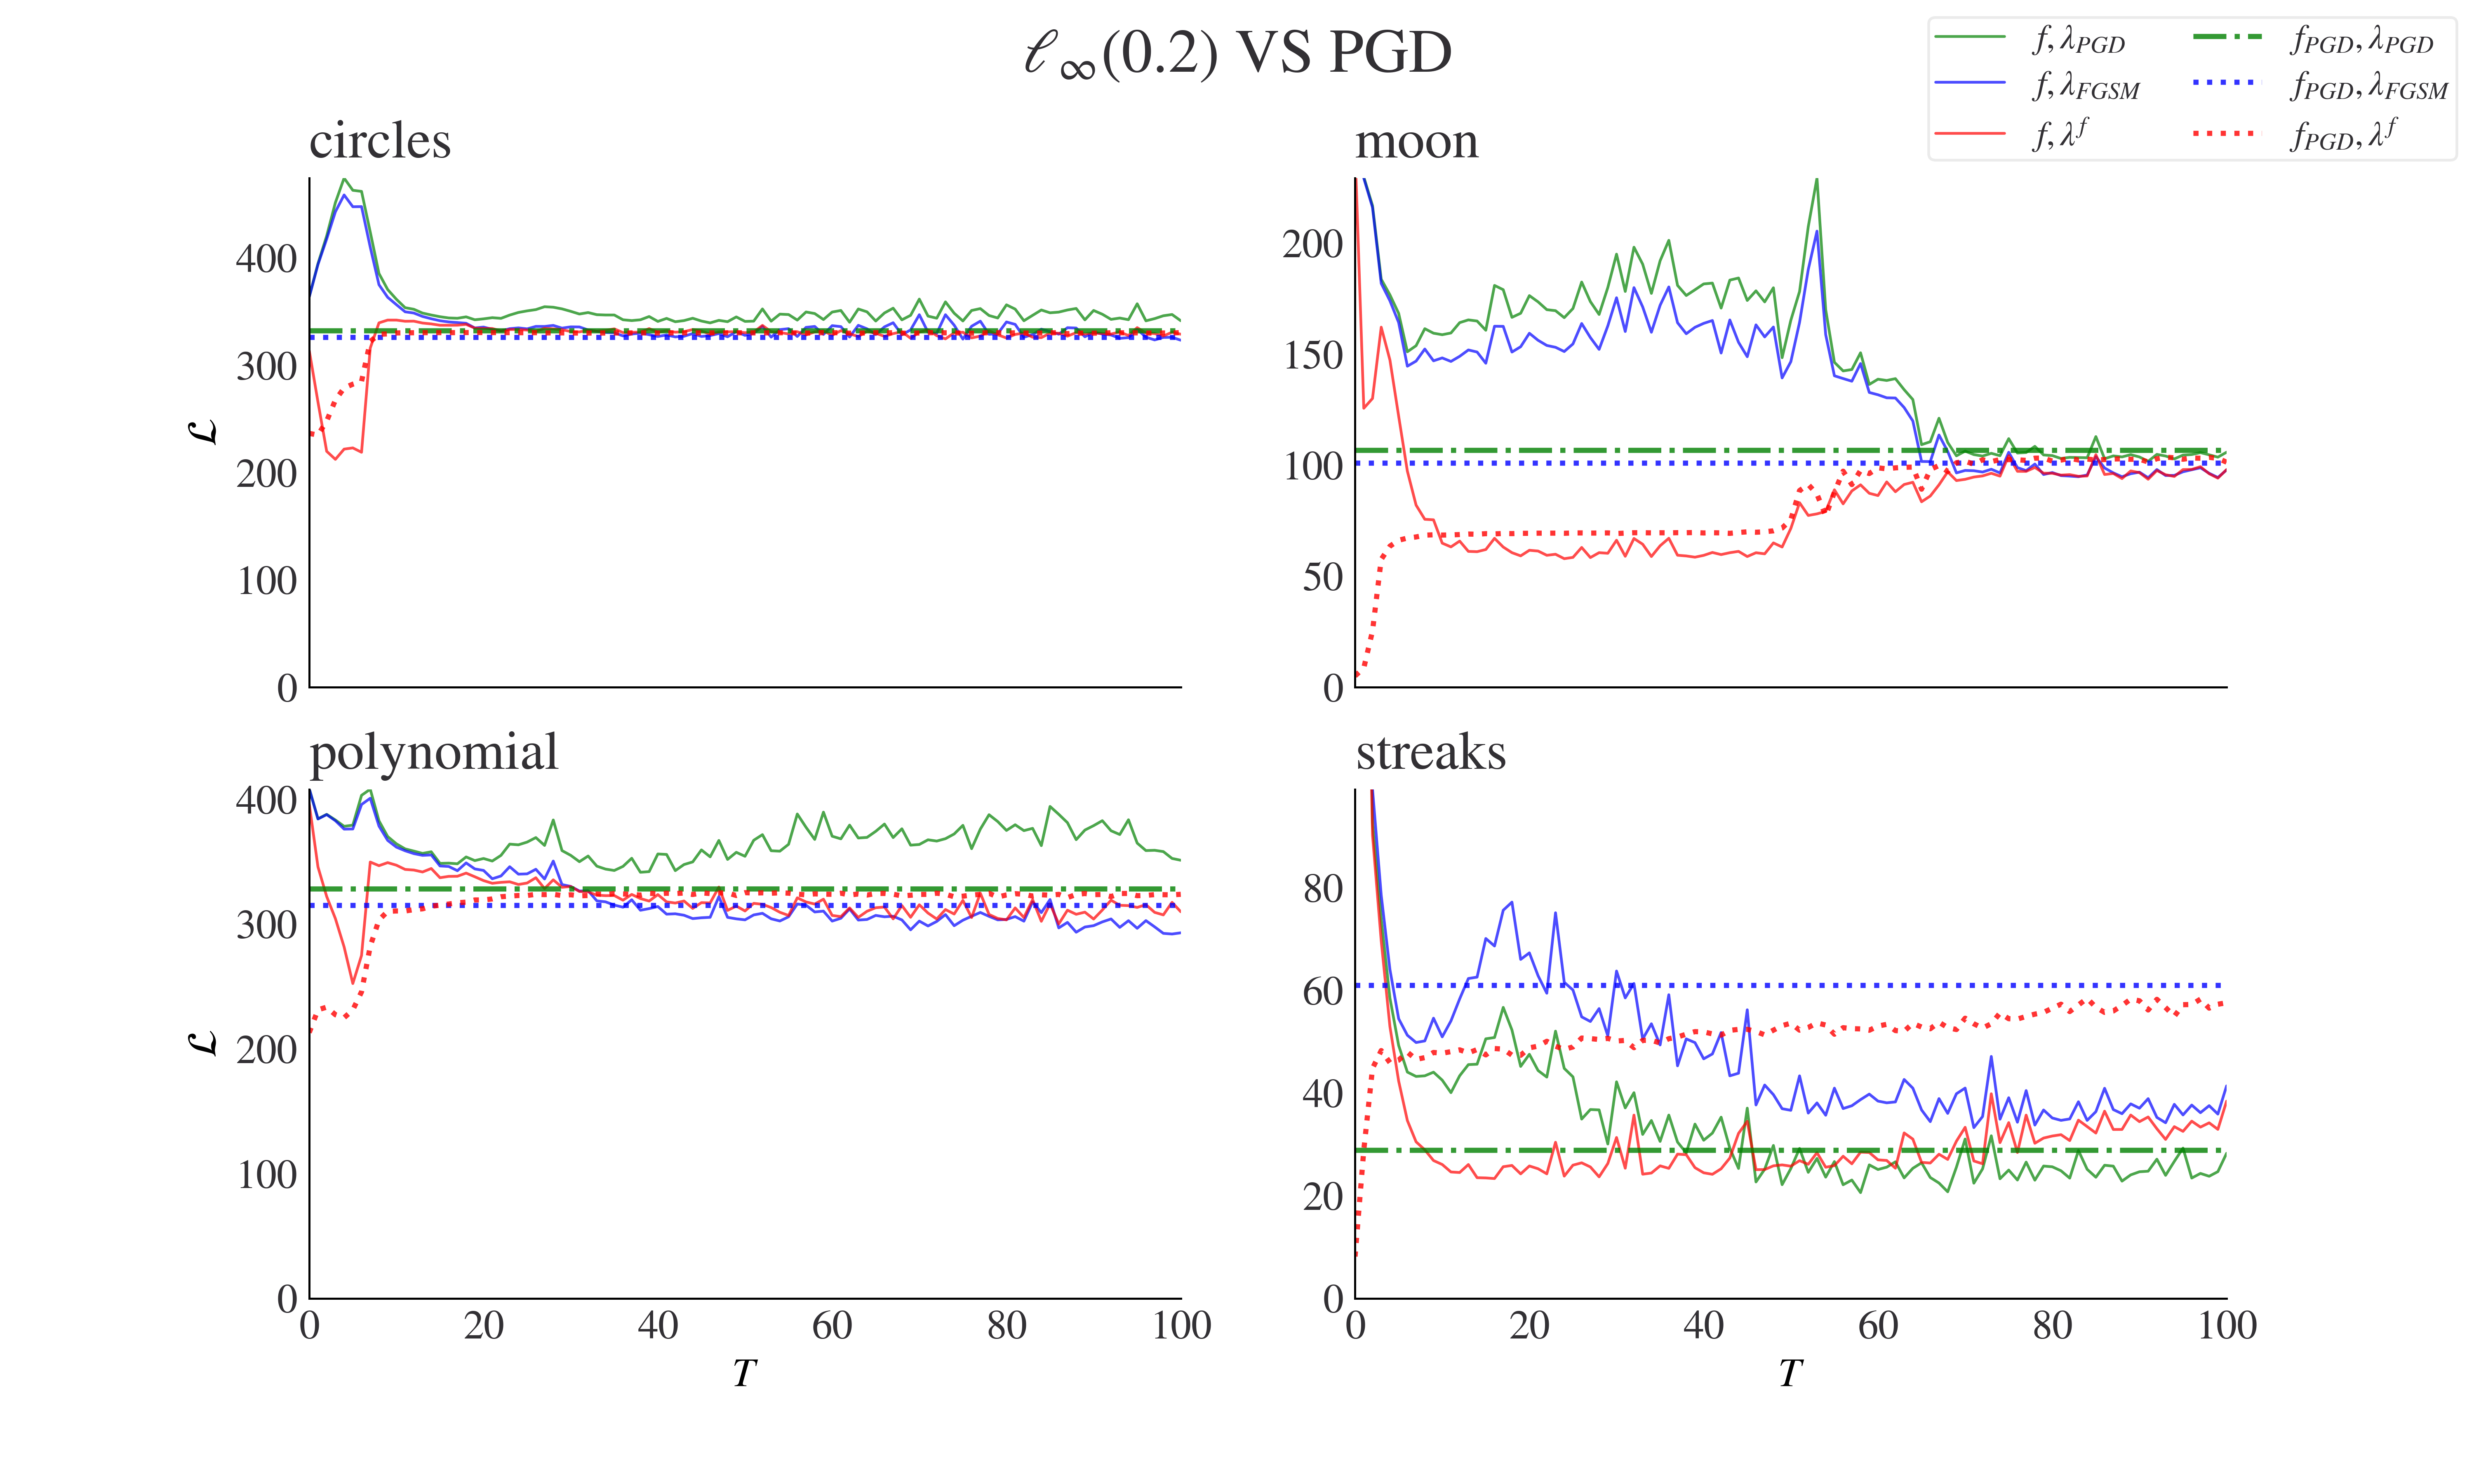 ℓ∞(0.2) VS PGD
f, λPGD
f, λFGSM
f, λ^f
fPGD, λPGD
fPGD, λFGSM
fPGD, λ^f
circles
ℒ
400
300
200
100
0
moon
200
150
100
50
0
polynomial
ℒ
400
300
200
100
0
0 20 40 60 80 100
T
streaks
80
60
40
20
0
0 20 40 60 80 100
T